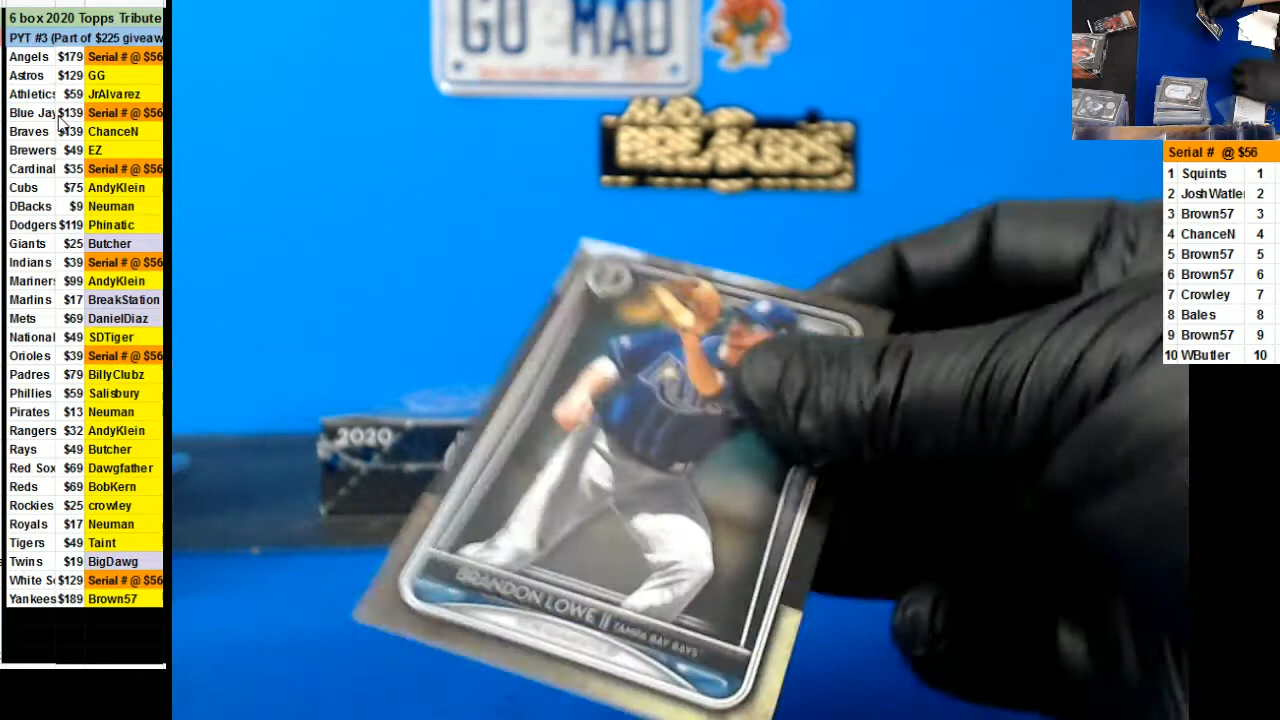 6 box 2020 Topps Tribute
PYT #3 (Part of $225 giveaw
Angels $179 Serial # @ $56
Astros $129 GG
Athletics $59 JrAlvarez
Blue Jay $139 Serial # @ $56
Braves $139 ChanceN
Brewers $49 EZ
Cardinal $35 Serial # @ $56
Cubs $75 AndyKlein
DBacks $9 Neuman
Dodgers $119 Phinatic
Giants $25 Butcher
Indians $39 Serial # @ $56
Mariners $99 AndyKlein
Marlins $17 BreakStation
Mets $69 DanielDiaz
National $49 SDTiger
Orioles $39 Serial # @ $56
Padres $79 BillyClubz
Phillies $59 Salisbury
Pirates $13 Neuman
Rangers $32 AndyKlein
Rays $49 Butcher
Red Sox $69 Dawgfather
Reds $69 BobKern
Rockies $25 crowley
Royals $17 Neuman
Tigers $49 Taint
Twins $19 BigDawg
White So $129 Serial # @ $56
Yankees $189 Brown57
GO MAD
BREAKERS
2020
BRANDON LOWE || TAMPA BAY RAYS
Serial # @ $56
1 Squints 1
2 JoshWatle 2
3 Brown57 3
4 ChanceN 4
5 Brown57 5
6 Brown57 6
7 Crowley 7
8 Bales 8
9 Brown57 9
10 WButler 10